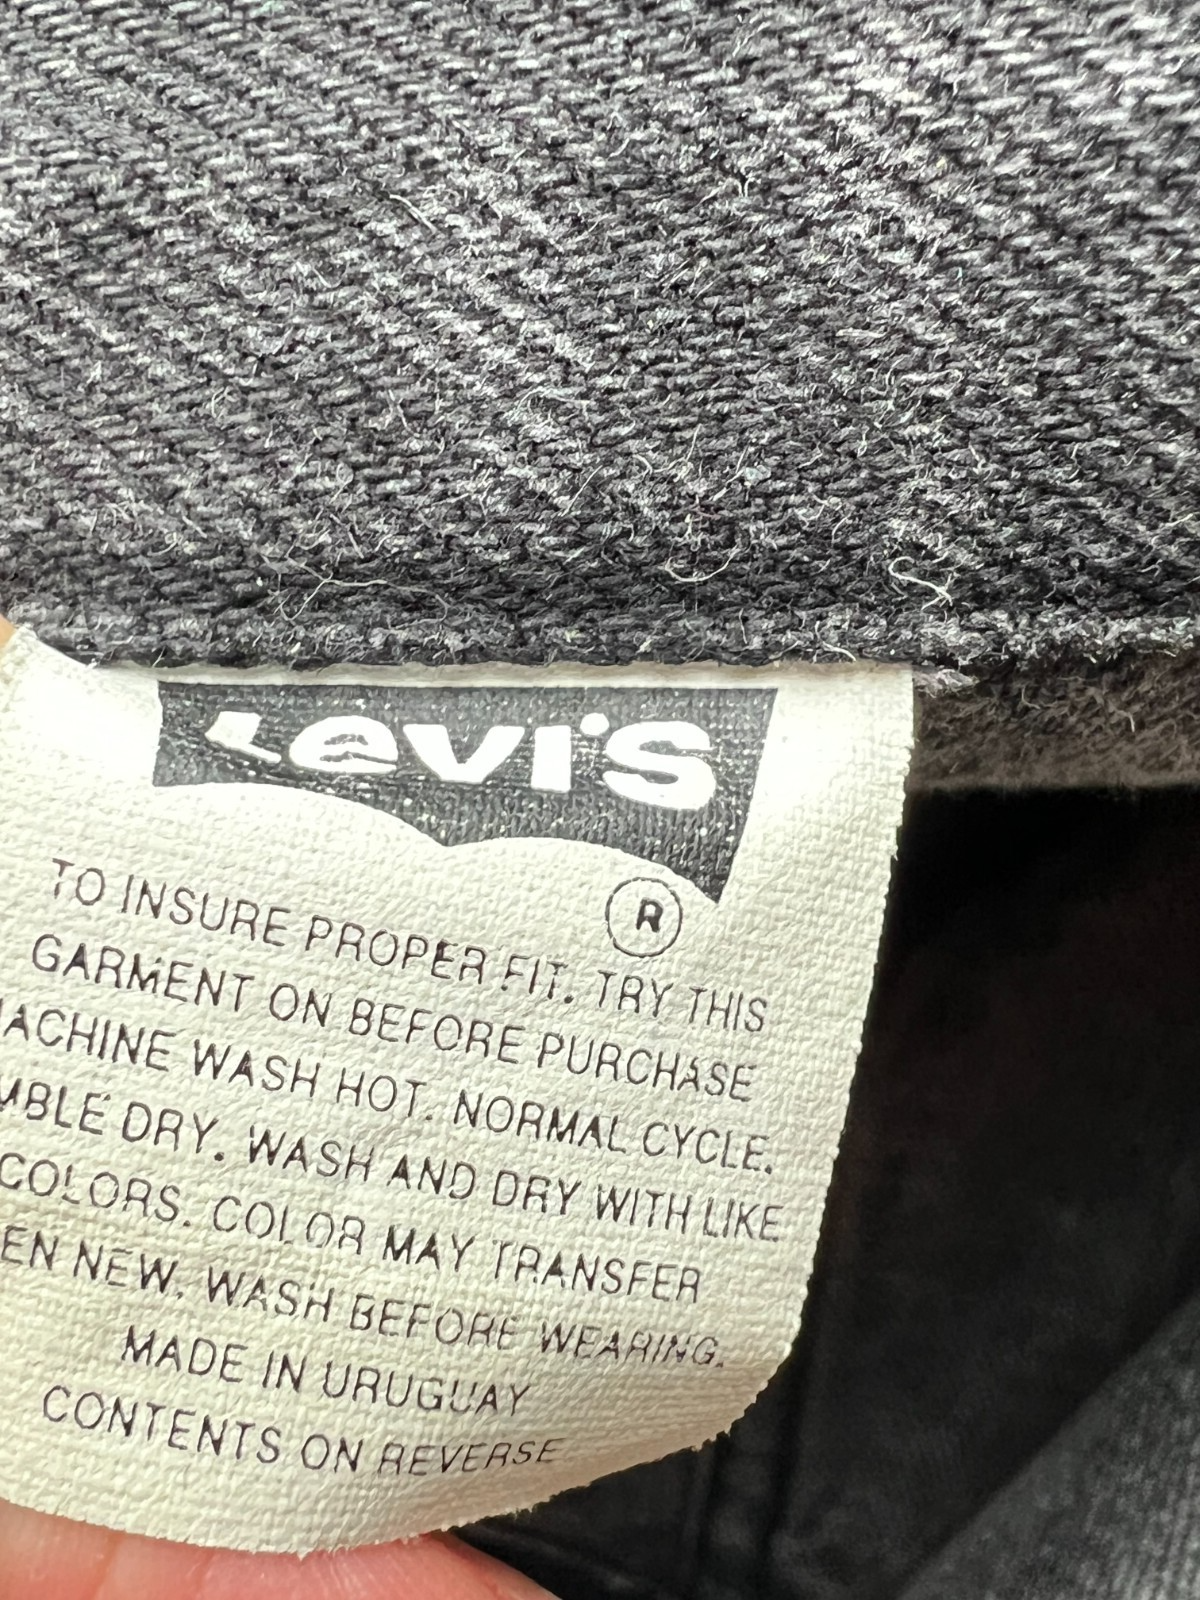 Levi's
®
TO INSURE PROPER FIT. TRY THIS
GARMENT ON BEFORE PURCHASE
ACHINE WASH HOT. NORMAL CYCLE.
MBLE DRY. WASH AND DRY WITH LIKE
COLORS. COLOR MAY TRANSFER
EN NEW. WASH BEFORE WEARING.
MADE IN URUGUAY
CONTENTS ON REVERSE